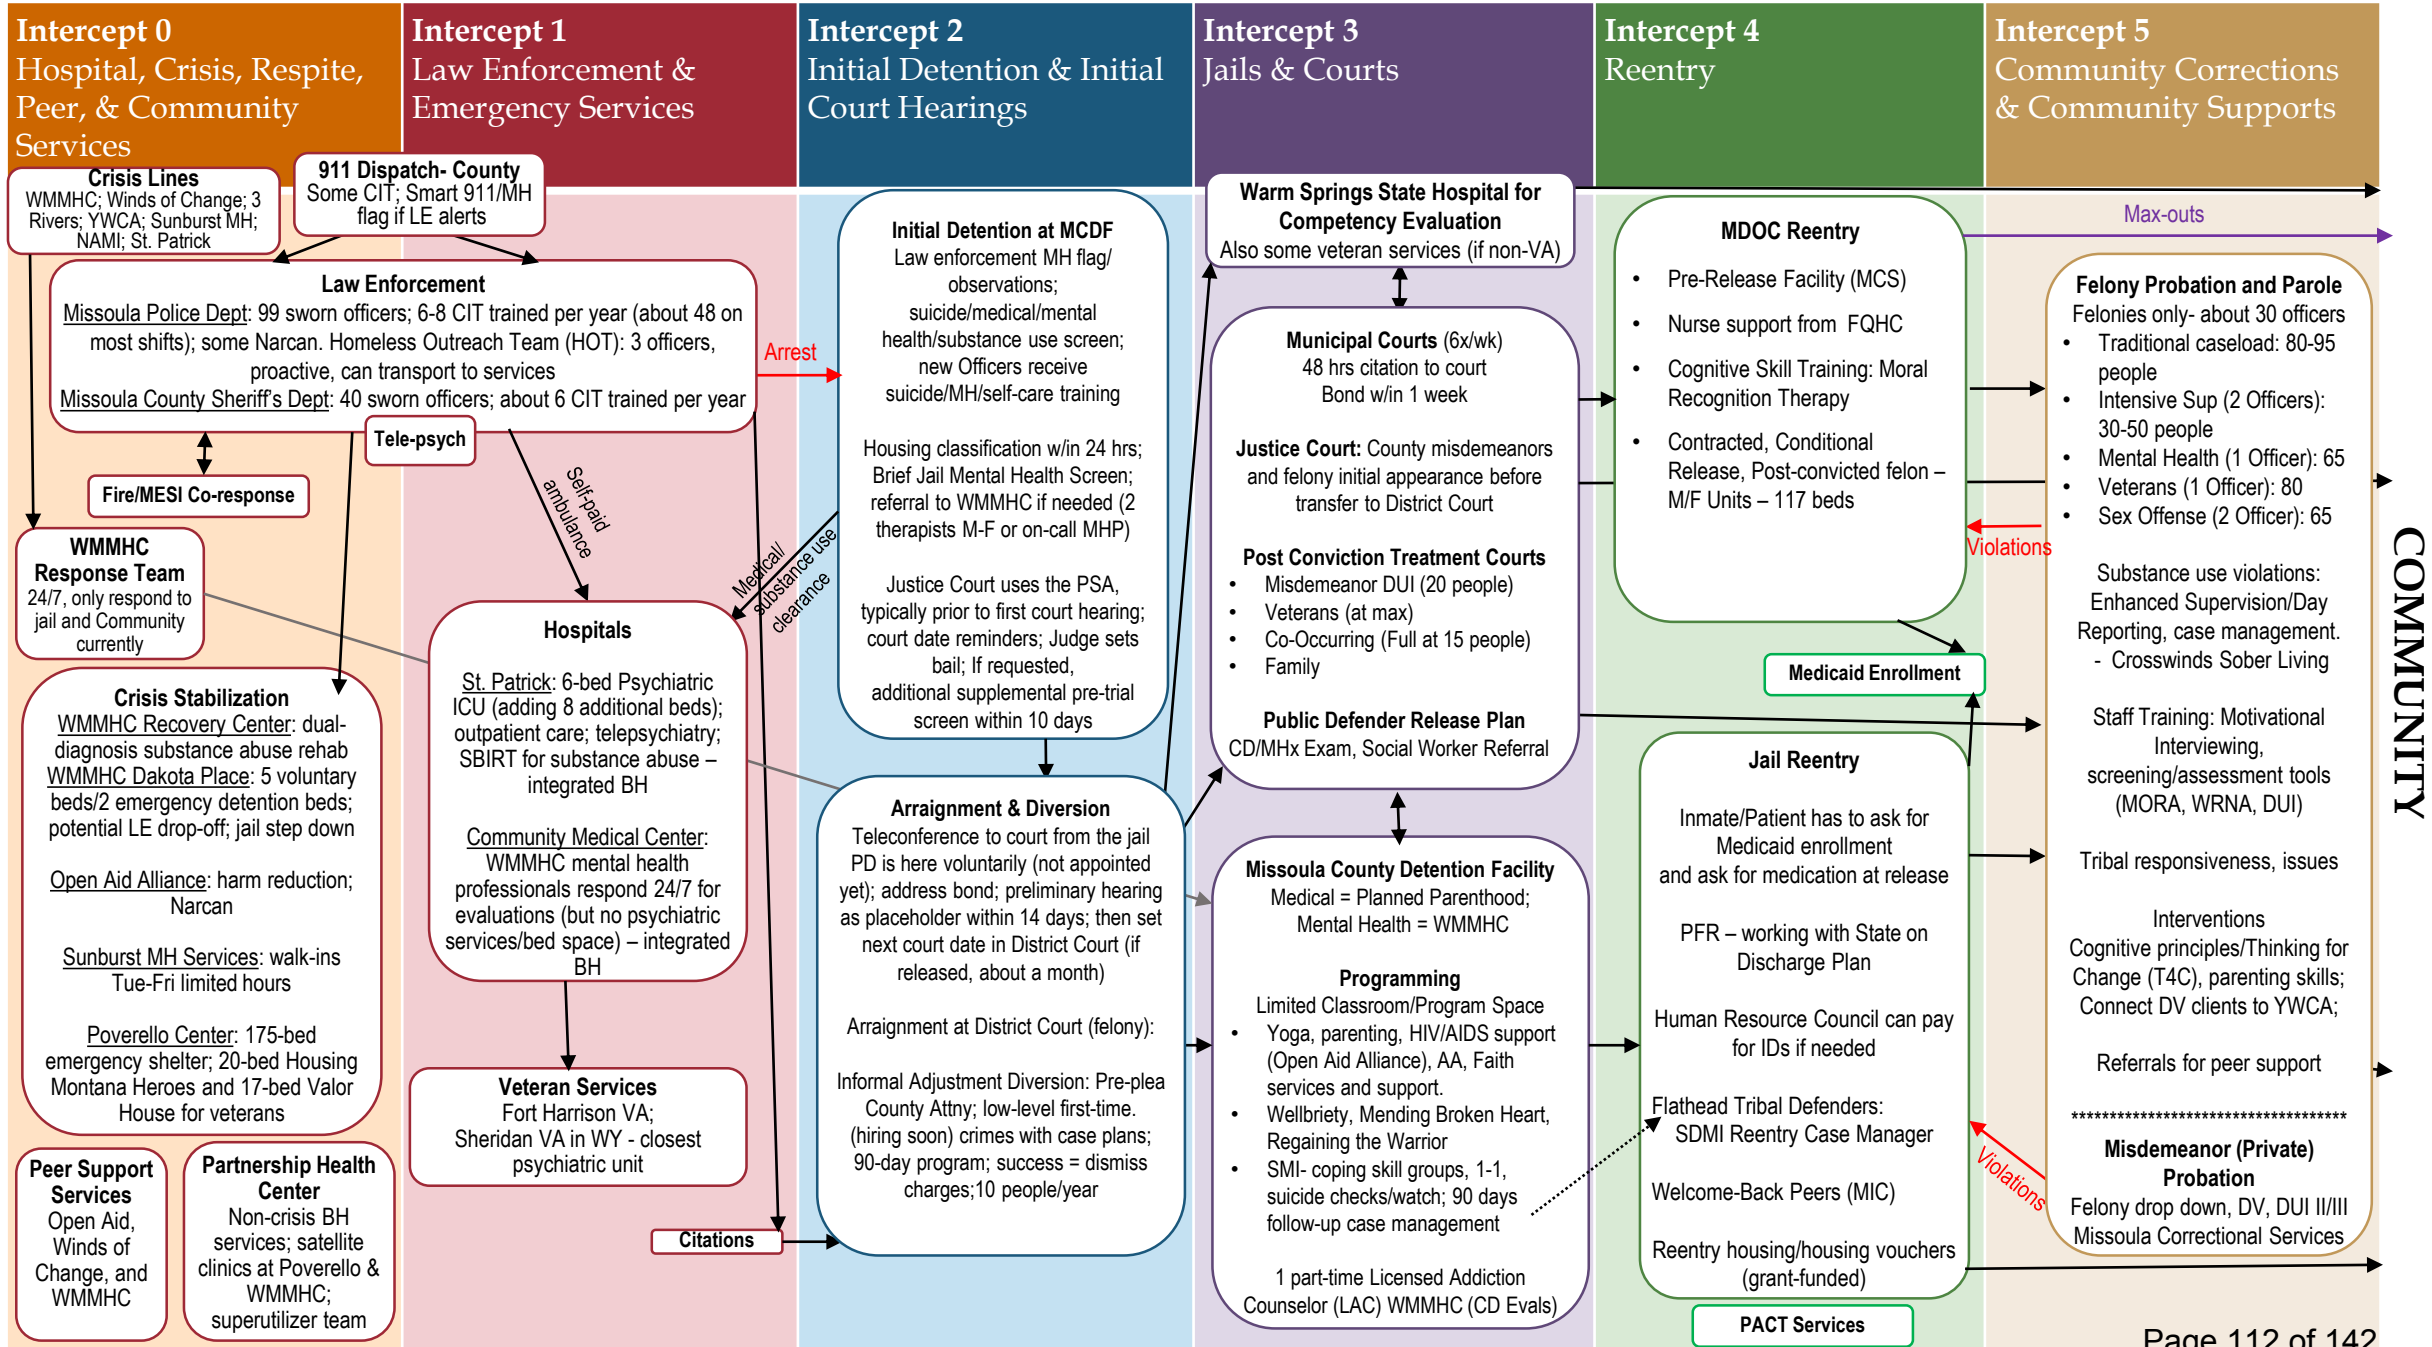 Intercept 0
Hospital, Crisis, Respite,
Peer, & Community
Services
Intercept 1
Law Enforcement &
Emergency Services
Intercept 2
Initial Detention & Initial
Court Hearings
Intercept 3
Jails & Courts
Intercept 4
Reentry
Intercept 5
Community Corrections
& Community Supports
Crisis Lines
WMMHC; Winds of Change; 3
Rivers; YWCA; Sunburst MH;
NAMI; St. Patrick
911 Dispatch- County
Some CIT; Smart 911/MH
flag if LE alerts
Law Enforcement
Missoula Police Dept: 99 sworn officers; 6-8 CIT trained per year (about 48 on
most shifts); some Narcan. Homeless Outreach Team (HOT): 3 officers,
proactive, can transport to services
Missoula County Sheriff's Dept: 40 sworn officers; about 6 CIT trained per year
Tele-psych
Arrest
Fire/MESI Co-response
Self-paid
ambulance
WMMHC
Response Team
24/7, only respond to
jail and Community
currently
Crisis Stabilization
WMMHC Recovery Center: dual-
diagnosis substance abuse rehab
WMMHC Dakota Place: 5 voluntary
beds/2 emergency detention beds;
potential LE drop-off; jail step down
Open Aid Alliance: harm reduction;
Narcan
Sunburst MH Services: walk-ins
Tue-Fri limited hours
Poverello Center: 175-bed
emergency shelter; 20-bed Housing
Montana Heroes and 17-bed Valor
House for veterans
Peer Support
Services
Open Aid,
Winds of
Change, and
WMMHC
Partnership Health
Center
Non-crisis BH
services; satellite
clinics at Poverello &
WMMHC;
superutilizer team
Medical/
substance use
clearance
Hospitals
St. Patrick: 6-bed Psychiatric
ICU (adding 8 additional beds);
outpatient care; telepsychiatry;
SBIRT for substance abuse –
integrated BH
Community Medical Center:
WMMHC mental health
professionals respond 24/7 for
evaluations (but no psychiatric
services/bed space) – integrated
BH
Veteran Services
Fort Harrison VA;
Sheridan VA in WY - closest
psychiatric unit
Citations
Initial Detention at MCDF
Law enforcement MH flag/
observations;
suicide/medical/mental
health/substance use screen;
new Officers receive
suicide/MH/self-care training
Housing classification w/in 24 hrs;
Brief Jail Mental Health Screen;
referral to WMMHC if needed (2
therapists M-F or on-call MHP)
Justice Court uses the PSA,
typically prior to first court hearing;
court date reminders; Judge sets
bail; If requested,
additional supplemental pre-trial
screen within 10 days
Arraignment & Diversion
Teleconference to court from the jail
PD is here voluntarily (not appointed
yet); address bond; preliminary hearing
as placeholder within 14 days; then set
next court date in District Court (if
released, about a month)
Arraignment at District Court (felony):
Informal Adjustment Diversion: Pre-plea
County Attny; low-level first-time.
(hiring soon) crimes with case plans;
90-day program; success = dismiss
charges;10 people/year
Warm Springs State Hospital for
Competency Evaluation
Also some veteran services (if non-VA)
Municipal Courts (6x/wk)
48 hrs citation to court
Bond w/in 1 week
Justice Court: County misdemeanors
and felony initial appearance before
transfer to District Court
Post Conviction Treatment Courts
• Misdemeanor DUI (20 people)
• Veterans (at max)
• Co-Occurring (Full at 15 people)
• Family
Public Defender Release Plan
CD/MHx Exam, Social Worker Referral
Missoula County Detention Facility
Medical = Planned Parenthood;
Mental Health = WMMHC
Programming
Limited Classroom/Program Space
• Yoga, parenting, HIV/AIDS support
(Open Aid Alliance), AA, Faith
services and support.
• Wellbriety, Mending Broken Heart,
Regaining the Warrior
• SMI- coping skill groups, 1-1,
suicide checks/watch; 90 days
follow-up case management
1 part-time Licensed Addiction
Counselor (LAC) WMMHC (CD Evals)
MDOC Reentry
• Pre-Release Facility (MCS)
• Nurse support from FQHC
• Cognitive Skill Training: Moral
Recognition Therapy
• Contracted, Conditional
Release, Post-convicted felon –
M/F Units – 117 beds
Medicaid Enrollment
Jail Reentry
Inmate/Patient has to ask for
Medicaid enrollment
and ask for medication at release
PFR – working with State on
Discharge Plan
Human Resource Council can pay
for IDs if needed
Flathead Tribal Defenders:
SDMI Reentry Case Manager
Welcome-Back Peers (MIC)
Reentry housing/housing vouchers
(grant-funded)
PACT Services
Max-outs
Violations
Violations
Felony Probation and Parole
Felonies only- about 30 officers
• Traditional caseload: 80-95
people
• Intensive Sup (2 Officers):
30-50 people
• Mental Health (1 Officer): 65
• Veterans (1 Officer): 80
• Sex Offense (2 Officer): 65
Substance use violations:
Enhanced Supervision/Day
Reporting, case management.
- Crosswinds Sober Living
Staff Training: Motivational
Interviewing,
screening/assessment tools
(MORA, WRNA, DUI)
Tribal responsiveness, issues
Interventions
Cognitive principles/Thinking for
Change (T4C), parenting skills;
Connect DV clients to YWCA;
Referrals for peer support
************************************
Misdemeanor (Private)
Probation
Felony drop down, DV, DUI II/III
Missoula Correctional Services
COMMUNITY
Page 112 of 142